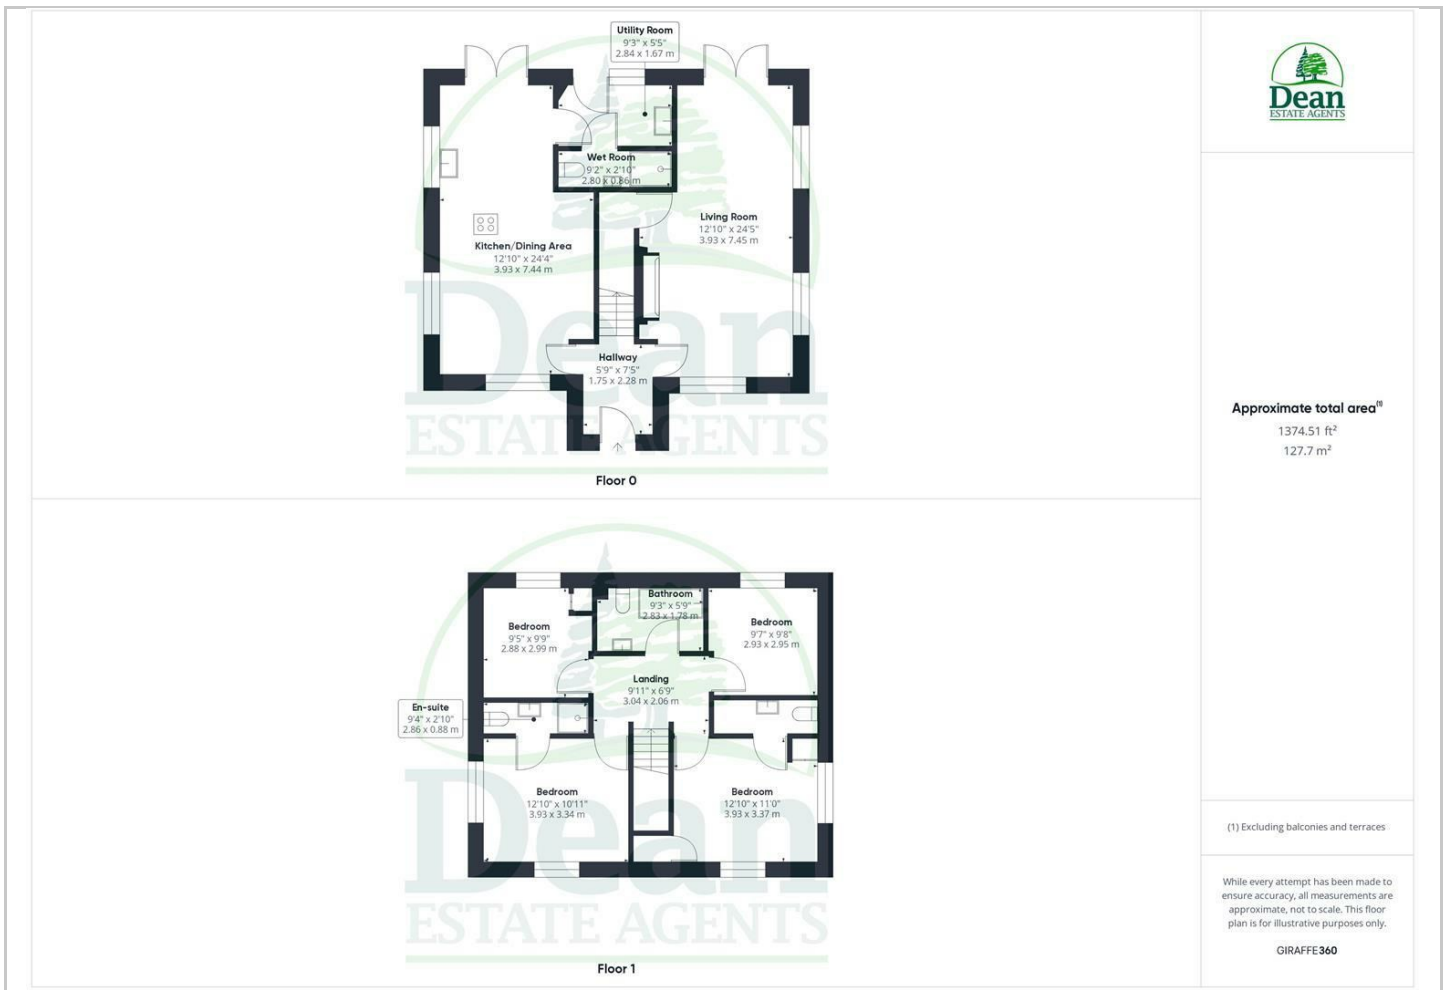 Utility Room
9'3" x 5'5"
2.84 x 1.67 m
Wet Room
9'2" x 2'10"
2.80 x 0.86 m
Living Room
12'10" x 24'5"
3.93 x 7.45 m
Kitchen/Dining Area
12'10" x 24'4"
3.93 x 7.44 m
Hallway
5'9" x 7'5"
1.75 x 2.28 m
Dean
ESTATE AGENTS
Floor 0
Bathroom
9'3" x 5'9"
2.83 x 1.78 m
Bedroom
9'5" x 9'9"
2.88 x 2.99 m
Bedroom
9'7" x 9'8"
2.93 x 2.95 m
Landing
9'11" x 6'9"
3.04 x 2.06 m
En-suite
9'4" x 2'10"
2.86 x 0.88 m
Bedroom
12'10" x 10'11"
3.93 x 3.34 m
Bedroom
12'10" x 11'0"
3.93 x 3.37 m
Dean
ESTATE AGENTS
Floor 1
Dean
ESTATE AGENTS
Approximate total area(1)
1374.51 ft²
127.7 m²
(1) Excluding balconies and terraces
While every attempt has been made to
ensure accuracy, all measurements are
approximate, not to scale. This floor
plan is for illustrative purposes only.
GIRAFFE360